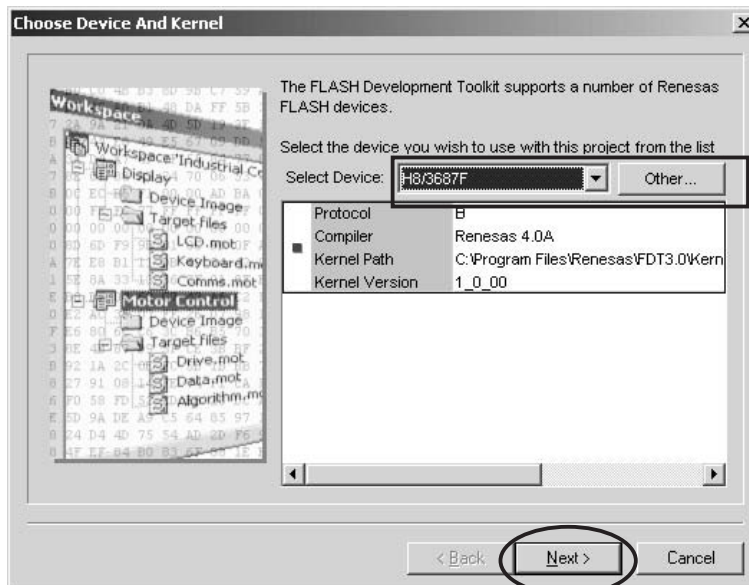 Choose Device And Kernel
Workspace
Workspace "Industrial Co
Display
Device Image
Target files
LCD.mot
Keyboard.m
Comms.mot
Motor Control
Device Image
Target files
Drive.mot
Data.mot
Algorithm.mo
The FLASH Development Toolkit supports a number of Renesas
FLASH devices.
Select the device you wish to use with this project from the list
Select Device: H8/3687F Other...
Protocol B
Compiler Renesas 4.0A
Kernel Path C:\Program Files\Renesas\FDT3.0\Kern
Kernel Version 1_0_00
< Back Next > Cancel